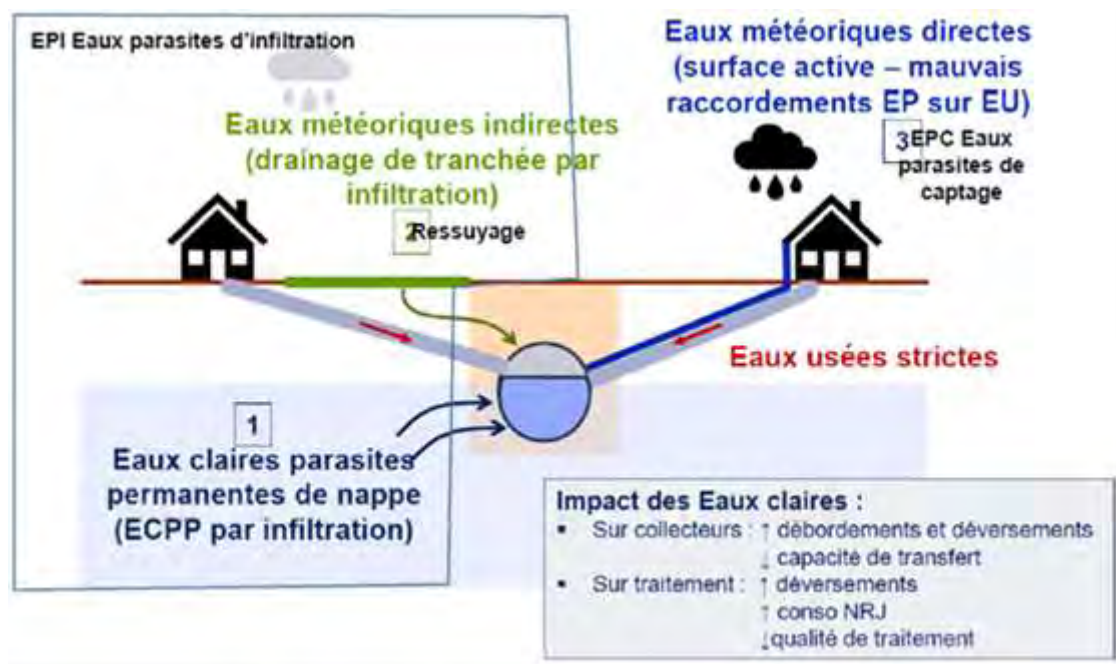 EPI Eaux parasites d'infiltration
Eaux météoriques indirectes
(drainage de tranchée par
infiltration)
2 Ressuyage
Eaux météoriques directes
(surface active – mauvais
raccordements EP sur EU)
3 EPC Eaux
parasites de
captage
Eaux usées strictes
1
Eaux claires parasites
permanentes de nappe
(ECPP par infiltration)
Impact des Eaux claires :
▪ Sur collecteurs : ↑ débordements et déversements
↓ capacité de transfert
▪ Sur traitement : ↑ déversements
↑ conso NRJ
↓qualité de traitement